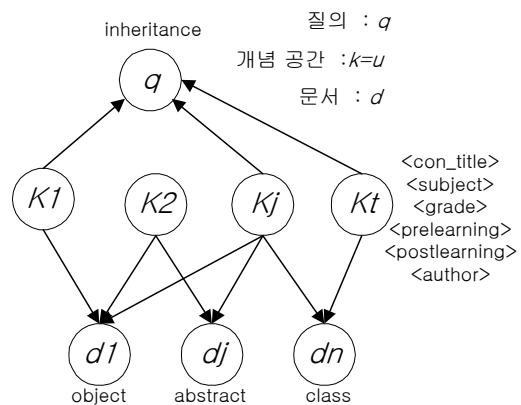 inheritance
질의 : q
개념 공간 :k=u
문서 : d
q
K1
K2
Kj
Kt
<con_title>
<subject>
<grade>
<prelearning>
<postlearning>
<author>
d1
dj
dn
object
abstract
class